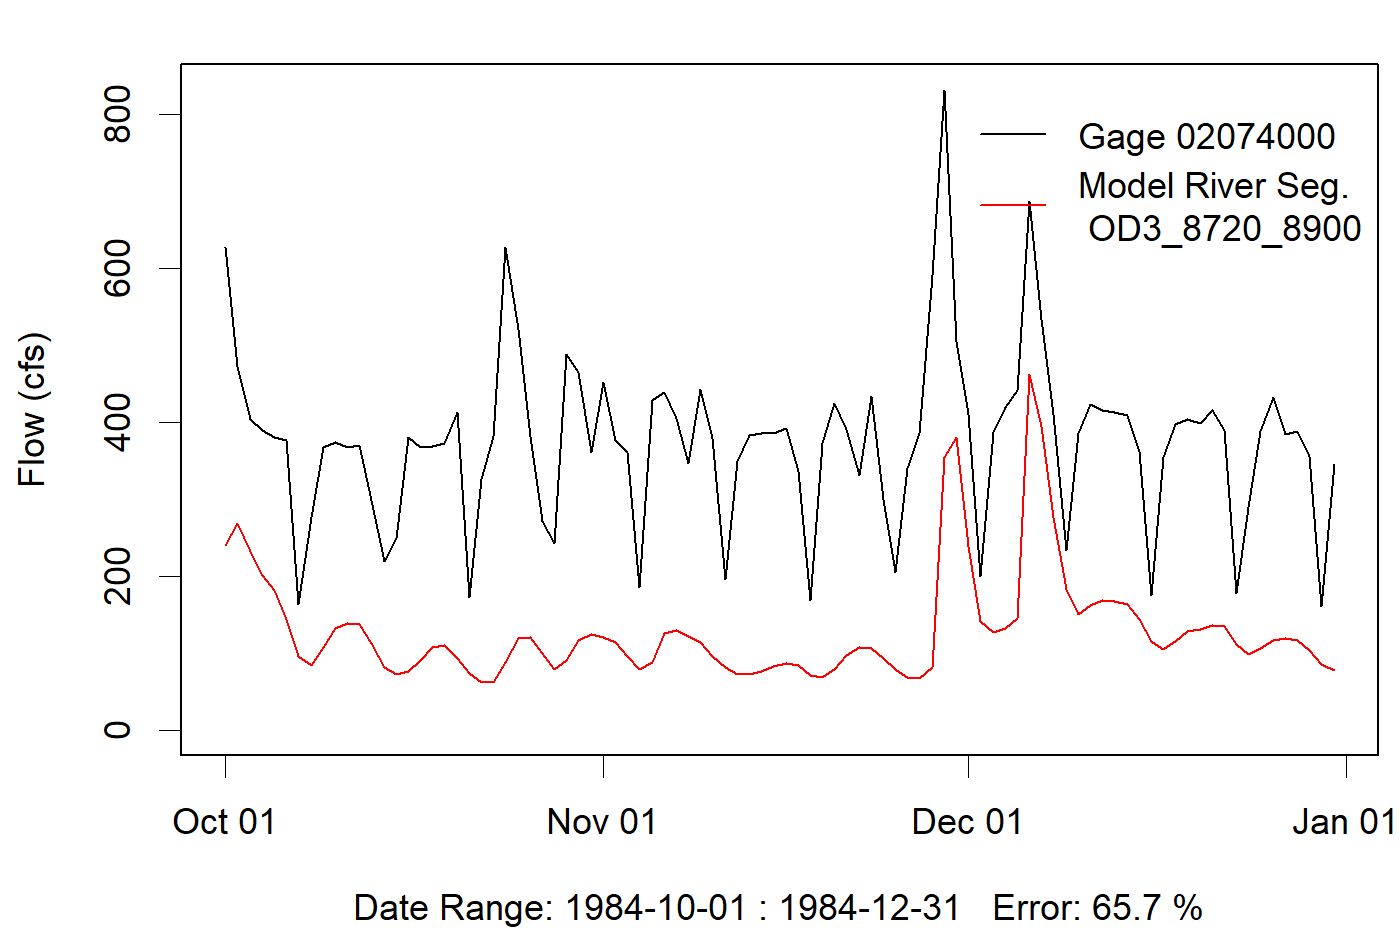 800
600
400
200
0
Flow (cfs)
Gage 02074000
Model River Seg.
OD3_8720_8900
Oct 01
Nov 01
Dec 01
Jan 01
Date Range: 1984-10-01 : 1984-12-31   Error: 65.7 %